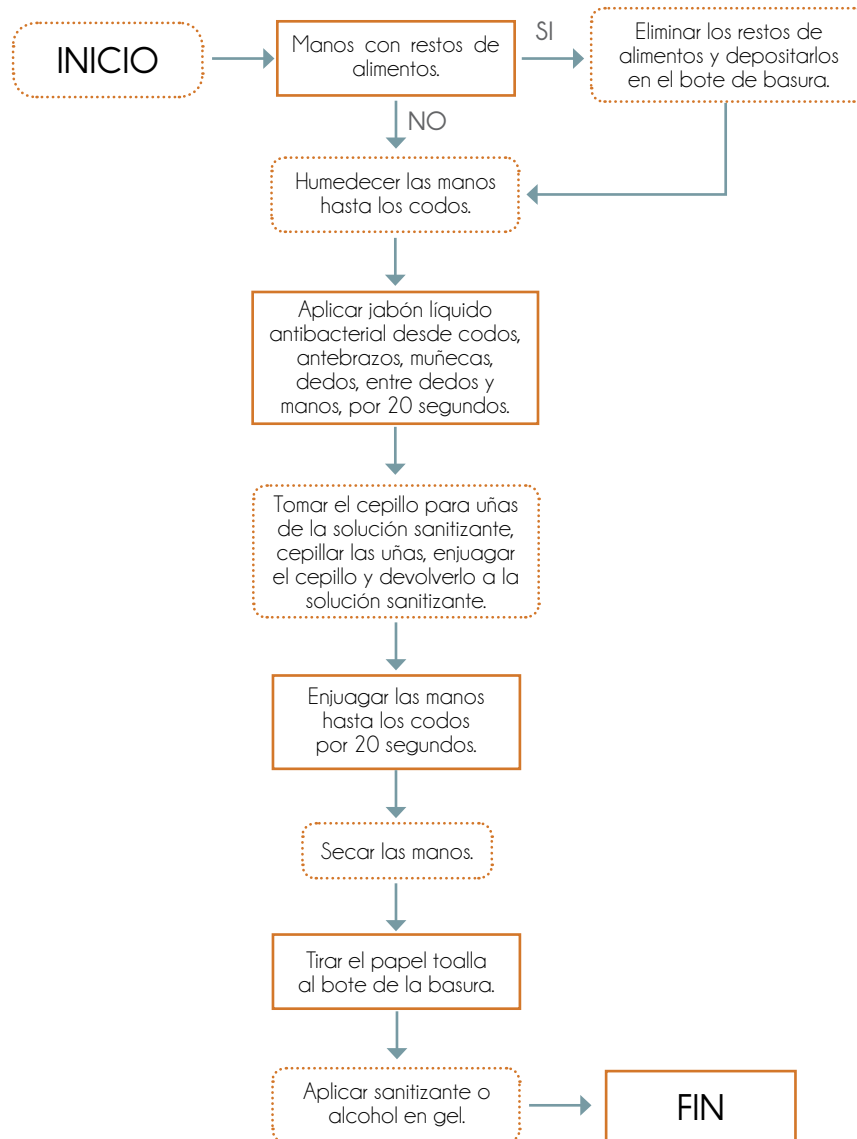 INICIO
Manos con restos de
alimentos.
SI
Eliminar los restos de
alimentos y depositarlos
en el bote de basura.
NO
Humedecer las manos
hasta los codos.
Aplicar jabón líquido
antibacterial desde codos,
antebrazos, muñecas,
dedos, entre dedos y
manos, por 20 segundos.
Tomar el cepillo para uñas
de la solución sanitizante,
cepillar las uñas, enjuagar
el cepillo y devolverlo a la
solución sanitizante.
Enjuagar las manos
hasta los codos
por 20 segundos.
Secar las manos.
Tirar el papel toalla
al bote de la basura.
Aplicar sanitizante o
alcohol en gel.
FIN